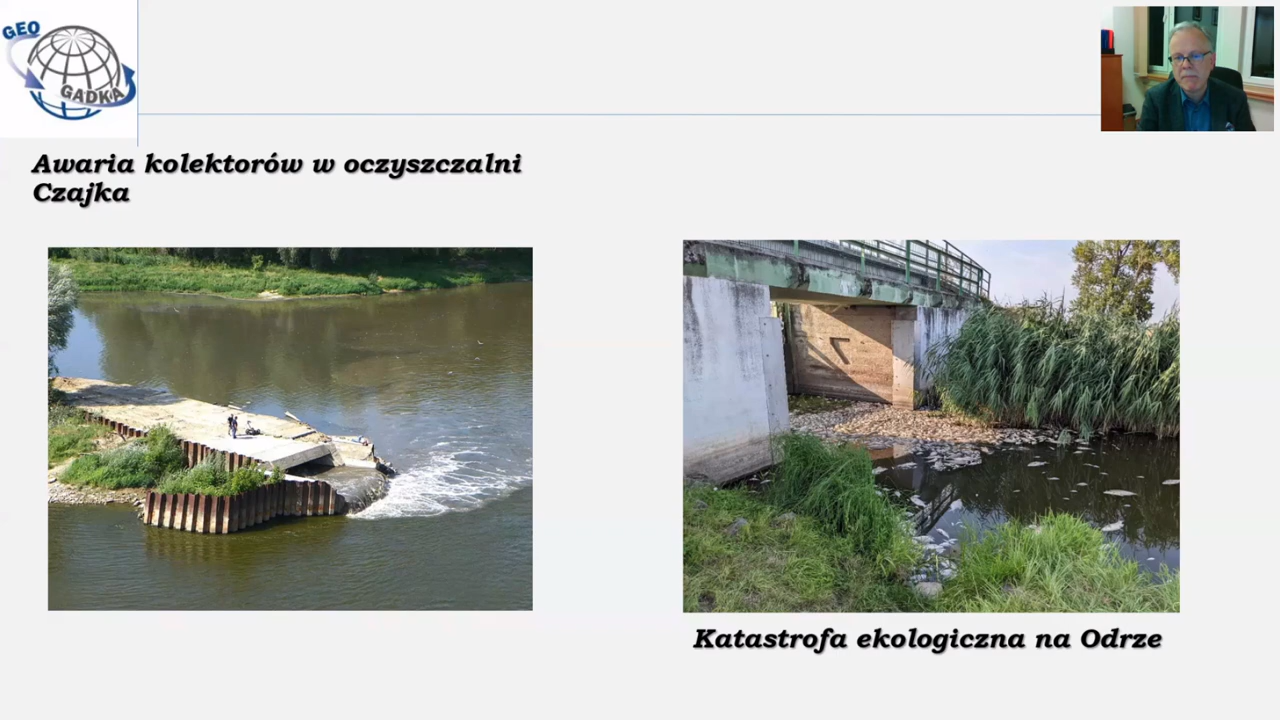 GEO
GADKA
Awaria kolektorów w oczyszczalni
Czajka
Katastrofa ekologiczna na Odrze